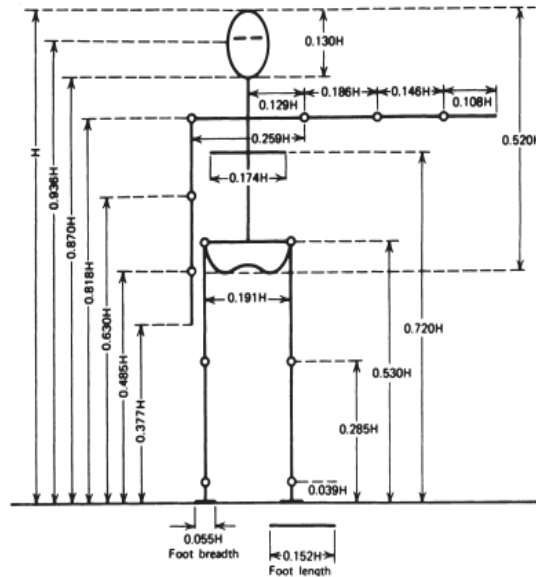 0.130H
0.186H
0.146H
0.108H
0.129H
0.259H
0.520H
H
0.936H
0.870H
0.818H
0.630H
0.485H
0.377H
0.174H
0.191H
0.720H
0.530H
0.285H
0.039H
0.055H
Foot breadth
0.152H
Foot length